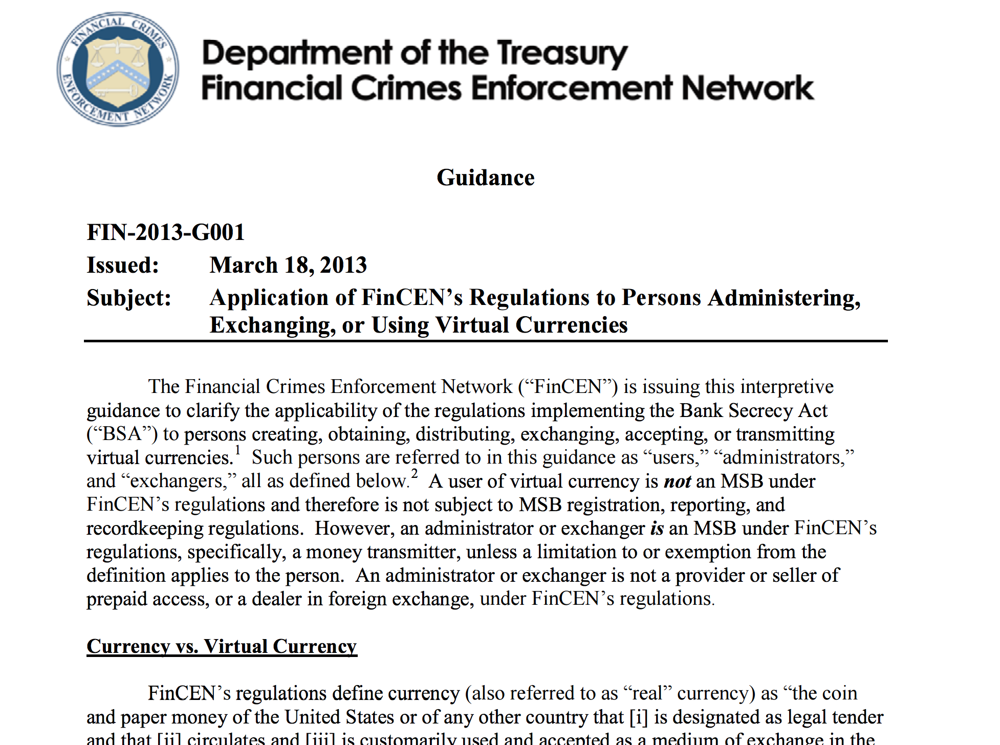 FINANCIAL CRIMES
ENFORCEMENT NETWORK
Department of the Treasury
Financial Crimes Enforcement Network
Guidance
FIN-2013-G001
Issued: March 18, 2013
Subject: Application of FinCEN’s Regulations to Persons Administering,
Exchanging, or Using Virtual Currencies
The Financial Crimes Enforcement Network (“FinCEN”) is issuing this interpretive
guidance to clarify the applicability of the regulations implementing the Bank Secrecy Act
(“BSA”) to persons creating, obtaining, distributing, exchanging, accepting, or transmitting
virtual currencies.1 Such persons are referred to in this guidance as “users,” “administrators,”
and “exchangers,” all as defined below.2 A user of virtual currency is not an MSB under
FinCEN’s regulations and therefore is not subject to MSB registration, reporting, and
recordkeeping regulations. However, an administrator or exchanger is an MSB under FinCEN’s
regulations, specifically, a money transmitter, unless a limitation to or exemption from the
definition applies to the person. An administrator or exchanger is not a provider or seller of
prepaid access, or a dealer in foreign exchange, under FinCEN’s regulations.
Currency vs. Virtual Currency
FinCEN’s regulations define currency (also referred to as “real” currency) as “the coin
and paper money of the United States or of any other country that [i] is designated as legal tender
and that [ii] circulates and [iii] is customarily used and accepted as a medium of exchange in the